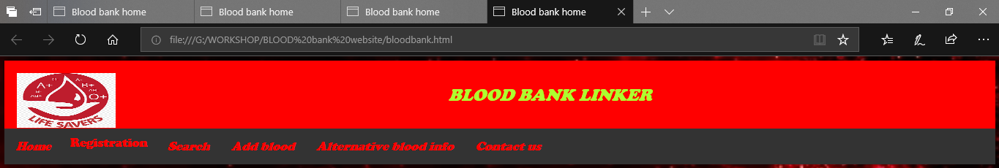 Blood bank home
Blood bank home
Blood bank home
Blood bank home
file:///G:/WORKSHOP/BLOOD%20bank%20website/bloodbank.html
A+ B+
O+
LIFE SAVERS
BLOOD BANK LINKER
Home Registration Search Add blood Alternative blood info Contact us